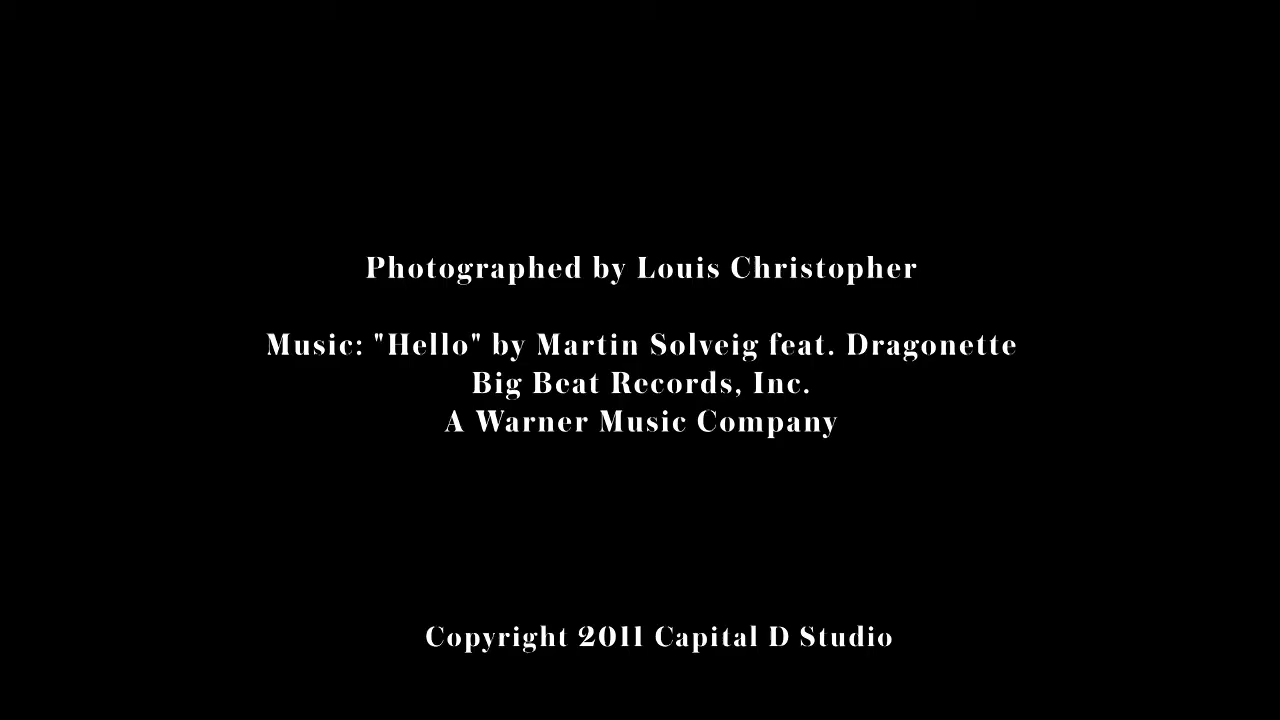 Photographed by Louis Christopher
Music: "Hello" by Martin Solveig feat. Dragonette
Big Beat Records, Inc.
A Warner Music Company
Copyright 2011 Capital D Studio